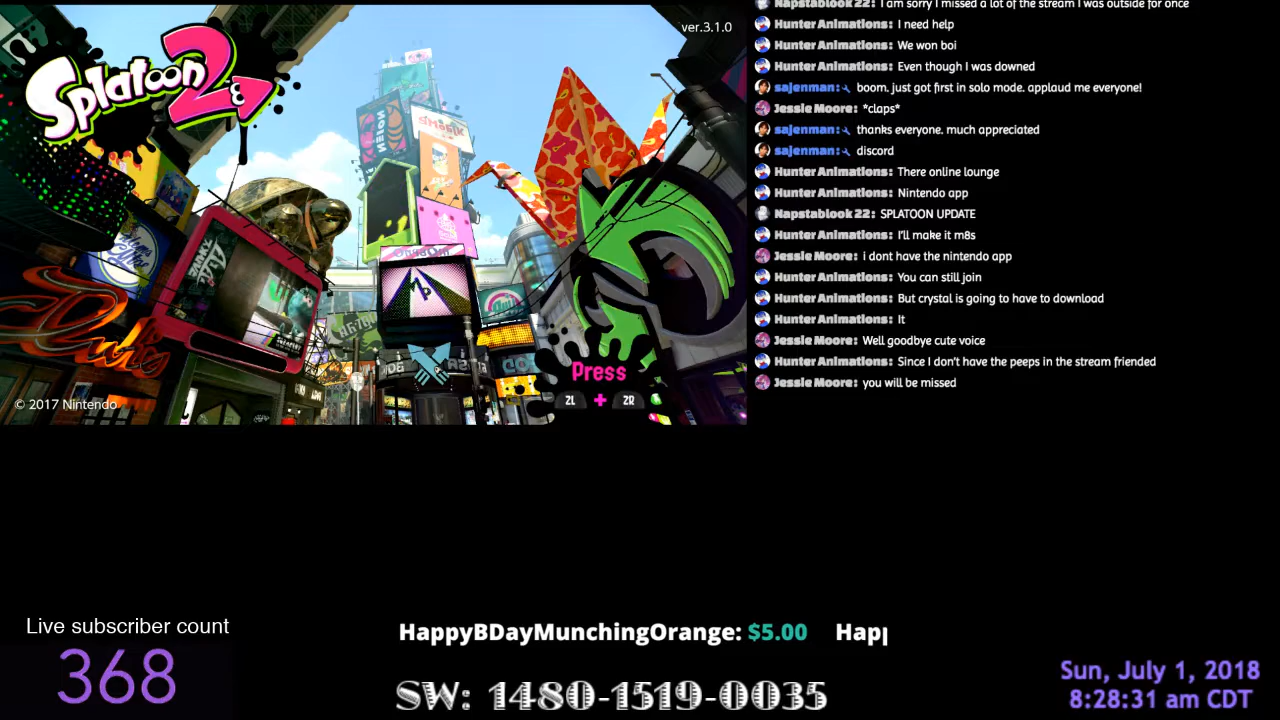 Splatoon 2
ver.3.1.0
Press
2L + 2R
© 2017 Nintendo
Napstablook 22: I am sorry I missed a lot of the stream I was outside for once
Hunter Animations: I need help
Hunter Animations: We won boi
Hunter Animations: Even though I was downed
sajenman: boom. just got first in solo mode. applaud me everyone!
Jessie Moore: *claps*
sajenman: thanks everyone. much appreciated
sajenman: discord
Hunter Animations: There online lounge
Hunter Animations: Nintendo app
Napstablook 22: SPLATOON UPDATE
Hunter Animations: I'll make it m8s
Jessie Moore: i dont have the nintendo app
Hunter Animations: You can still join
Hunter Animations: But crystal is going to have to download
Hunter Animations: It
Jessie Moore: Well goodbye cute voice
Hunter Animations: Since I don't have the peeps in the stream friended
Jessie Moore: you will be missed
Live subscriber count
368
HappyBDayMunchingOrange: $5.00 Hap
SW: 1480-1519-0035
Sun, July 1, 2018
8:28:31 am CDT